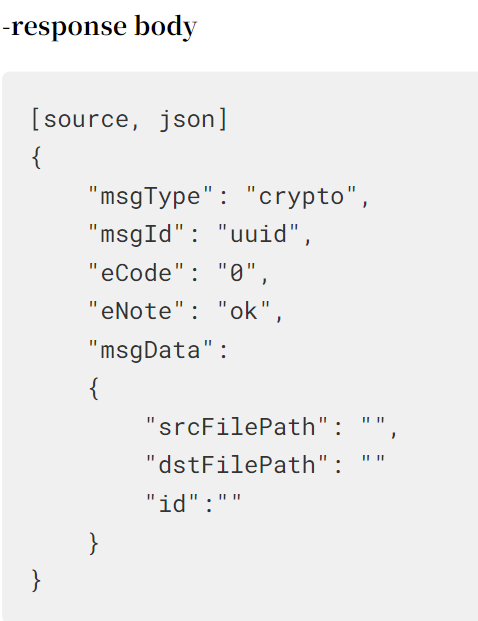 -response body
[source, json]
{
    "msgType": "crypto",
    "msgId": "uuid",
    "eCode": "0",
    "eNote": "ok",
    "msgData":
    {
        "srcFilePath": "",
        "dstFilePath": ""
        "id":""
    }
}